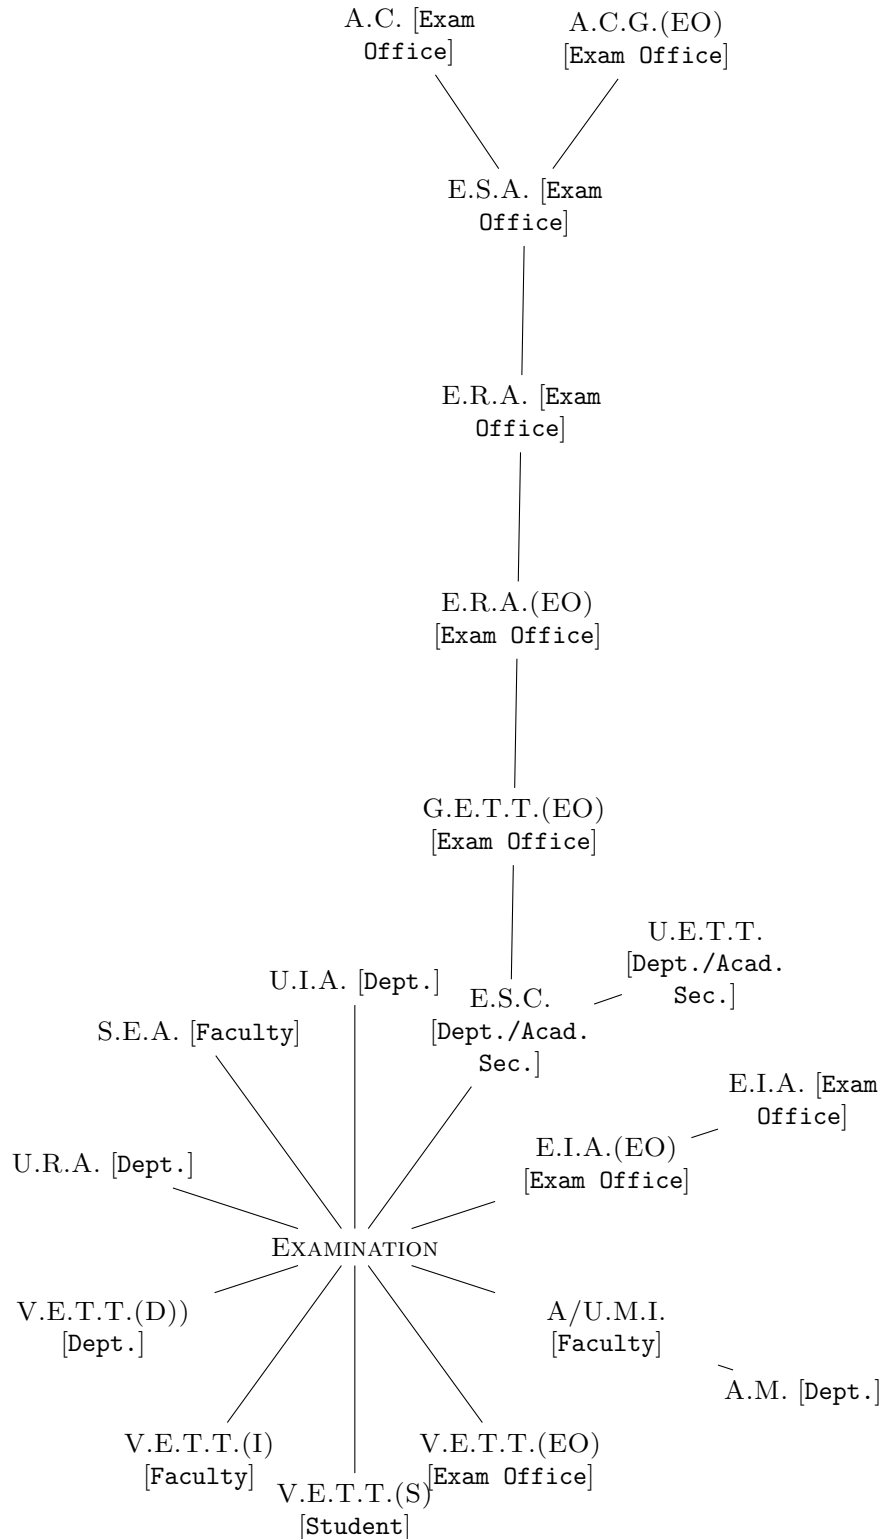 A.C. [Exam
Office]
A.C.G.(EO)
[Exam Office]
E.S.A. [Exam
Office]
E.R.A. [Exam
Office]
E.R.A.(EO)
[Exam Office]
G.E.T.T.(EO)
[Exam Office]
U.E.T.T.
[Dept./Acad.
Sec.]
U.I.A. [Dept.]
E.S.C.
[Dept./Acad.
Sec.]
S.E.A. [Faculty]
E.I.A. [Exam
Office]
E.I.A.(EO)
[Exam Office]
U.R.A. [Dept.]
Examination
V.E.T.T.(D))
[Dept.]
A/U.M.I.
[Faculty]
A.M. [Dept.]
V.E.T.T.(I)
[Faculty]
V.E.T.T.(EO)
[Exam Office]
V.E.T.T.(S)
[Student]